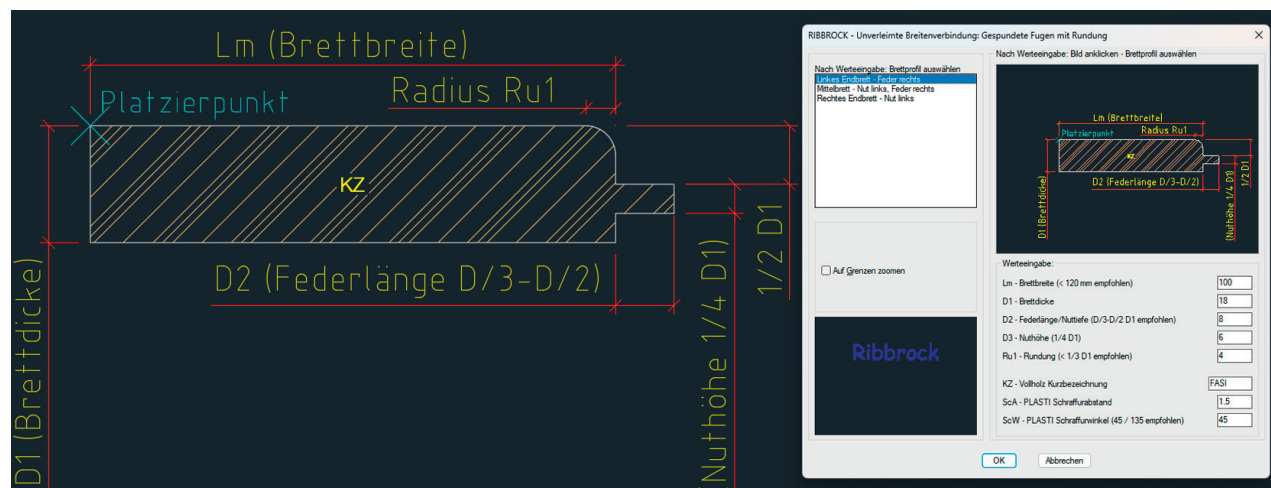 Lm (Brettbreite)
Radius Ru1
Platzierpunkt
KZ
D2 (Federlänge D/3-D/2)
D1 (Brettdicke)
Nuthöhe 1/4 D1)
1/2 D1
RIBBROCK - Unverleimte Breitenverbindung: Gespundete Fugen mit Rundung
Nach Werteeingabe: Brettprofil auswählen
Linkes Endbrett - Feder rechts
Mittelbrett - Nut links, Feder rechts
Rechtes Endbrett - Nut links
Auf Grenzen zoomen
Ribbrock
Nach Werteeingabe: Bild anklicken - Brettprofil auswählen
Lm (Brettbreite)
Radius Ru1
Platzierpunkt
KZ
D2 (Federlänge D/3-D/2)
D1 (Brettdicke)
(Nuthöhe 1/4 D1)
1/2 D1
Werteeingabe:
Lm - Brettbreite (< 120 mm empfohlen) 100
D1 - Brettdicke 18
D2 - Federlänge/Nuttiefe (D/3-D/2 D1 empfohlen) 8
D3 - Nuthöhe (1/4 D1) 6
Ru1 - Rundung (< 1/3 D1 empfohlen) 4
KZ - Vollholz Kurzbezeichnung FASI
ScA - PLASTI Schraffurabstand 1.5
ScW - PLASTI Schraffurwinkel (45 / 135 empfohlen) 45
OK Abbrechen